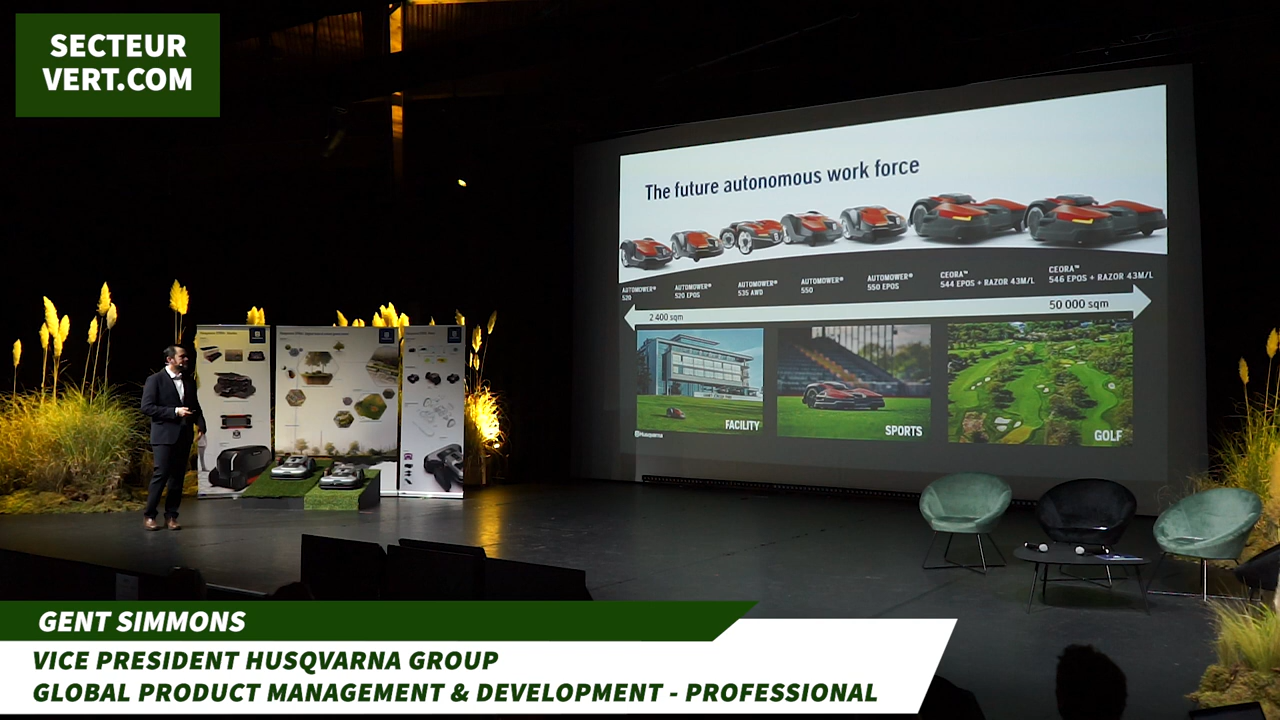 SECTEUR
VERT.COM
The future autonomous work force
AUTOMOWER®
520
AUTOMOWER®
520 EPOS
AUTOMOWER®
535 AWD
AUTOMOWER®
550
AUTOMOWER®
550 EPOS
CEORA™
544 EPOS + RAZOR 43M/L
CEORA™
546 EPOS + RAZOR 43M/L
2 400 sqm
50 000 sqm
FACILITY
SPORTS
GOLF
Husqvarna
GENT SIMMONS
VICE PRESIDENT HUSQVARNA GROUP
GLOBAL PRODUCT MANAGEMENT & DEVELOPMENT - PROFESSIONAL